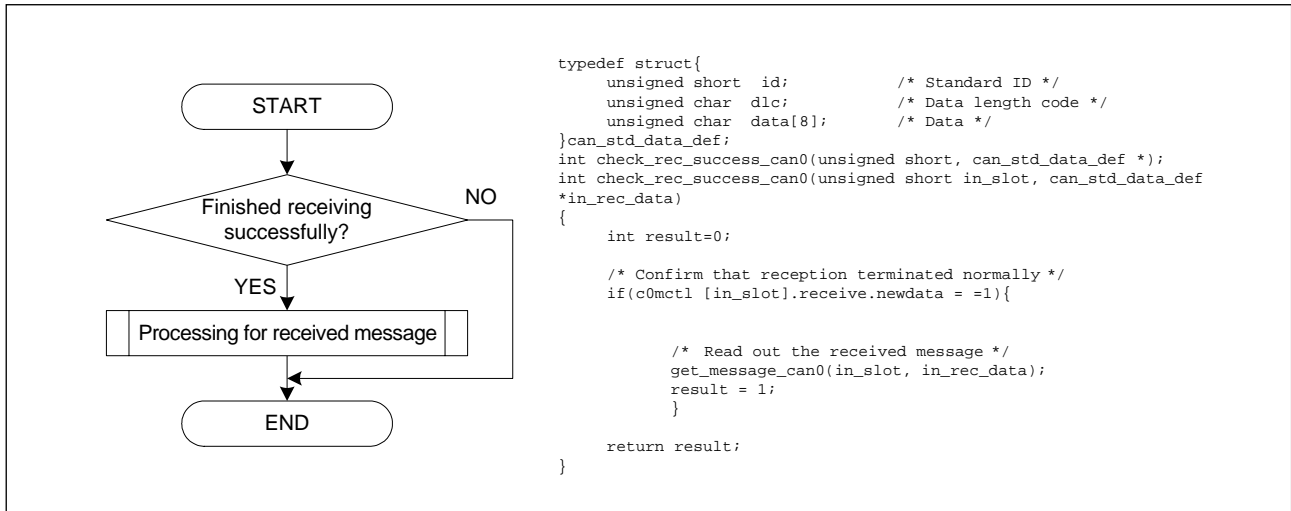 START
Finished receiving
successfully?
NO
YES
Processing for received message
END
typedef struct{
unsigned short  id;             /* Standard ID */
unsigned char  dlc;             /* Data length code */
unsigned char  data[8];         /* Data */
}can_std_data_def;
int check_rec_success_can0(unsigned short, can_std_data_def *);
int check_rec_success_can0(unsigned short in_slot, can_std_data_def
*in_rec_data)
{
int result=0;
/* Confirm that reception terminated normally */
if(c0mctl [in_slot].receive.newdata = =1){
/* Read out the received message */
get_message_can0(in_slot, in_rec_data);
result = 1;
}
return result;
}